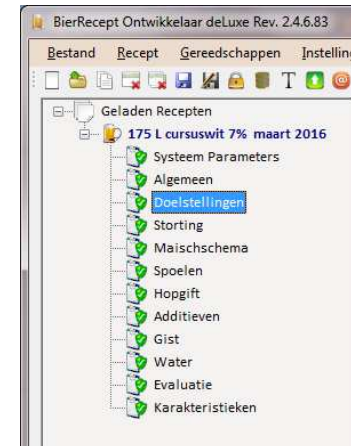 BierRecept Ontwikkelaar deLuxe Rev. 2.4.6.83
Bestand Recept Gereedschappen Instellin
T @
Geladen Recepten
175 L cursuswit 7% maart 2016
Systeem Parameters
Algemeen
Doelstellingen
Storting
Maischschema
Spoelen
Hopgift
Additieven
Gist
Water
Evaluatie
Karakteristieken